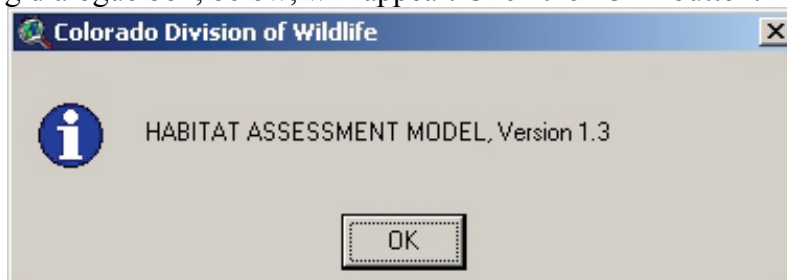 Colorado Division of Wildlife
HABITAT ASSESSMENT MODEL, Version 1.3
OK